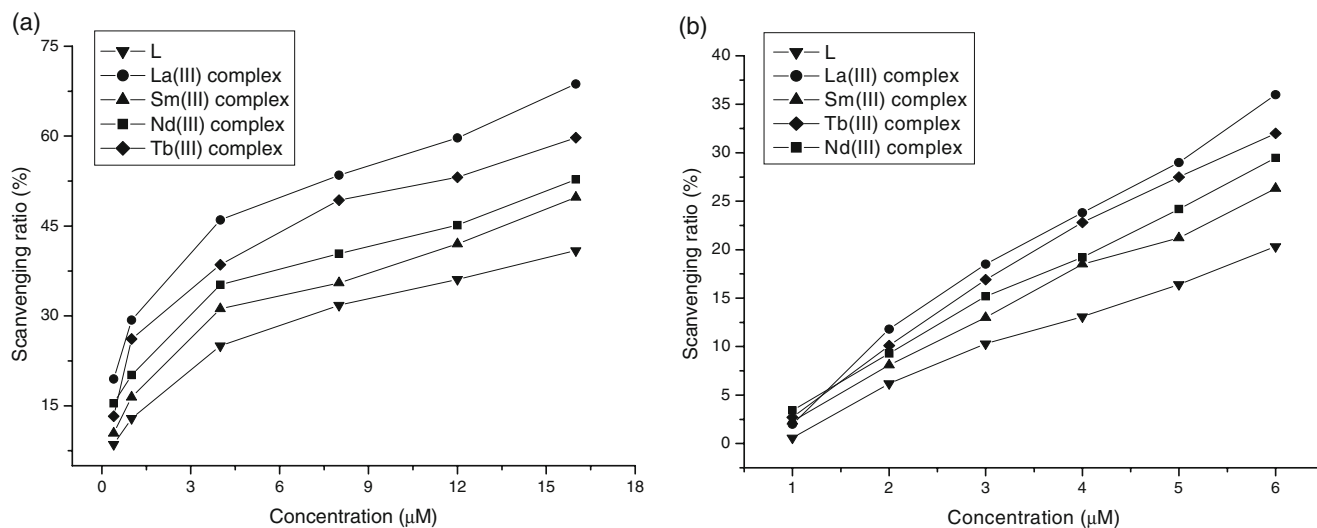 (a)
75
60
45
30
15
Scanvenging ratio (%)
L
La(III) complex
Sm(III) complex
Nd(III) complex
Tb(III) complex
0 3 6 9 12 15 18
Concentration (μM)
(b)
40
35
30
25
20
15
10
5
0
Scanvenging ratio (%)
L
La(III) complex
Sm(III) complex
Tb(III) complex
Nd(III) complex
1 2 3 4 5 6
Concentration (μM)